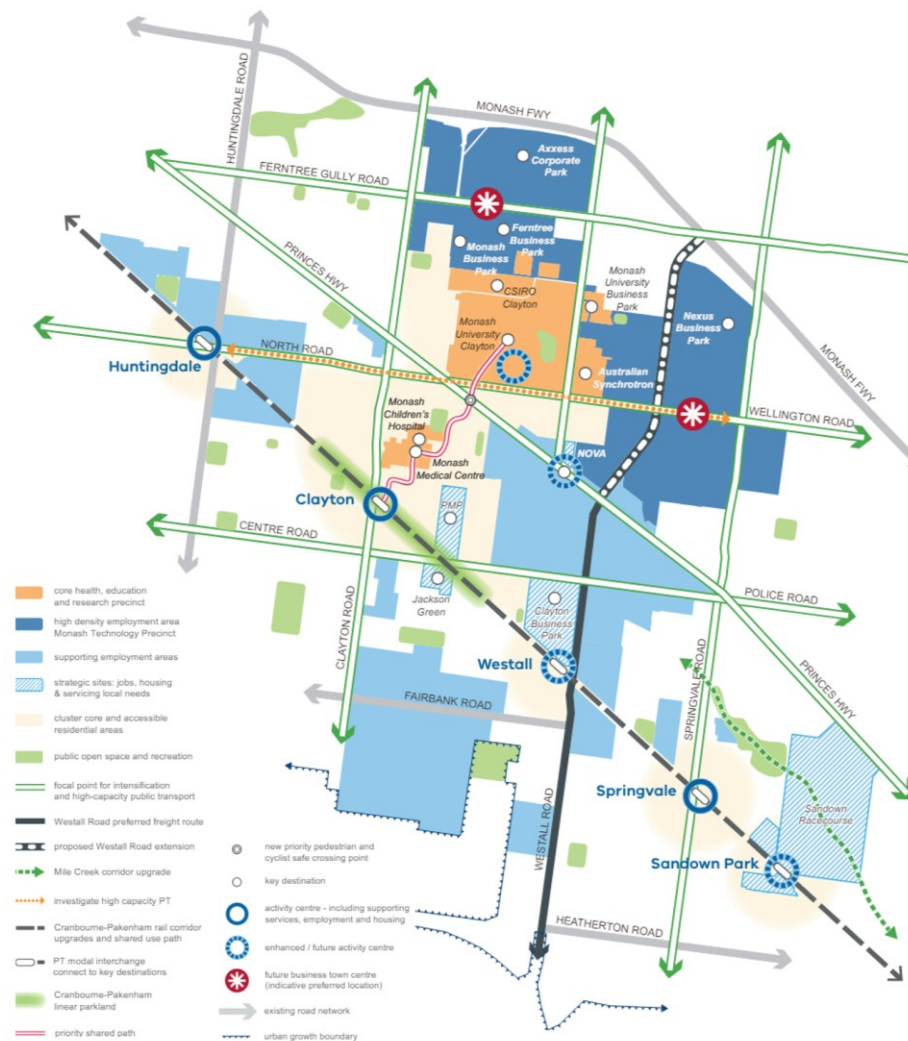 HUNTINGDALE ROAD
MONASH FWY
Axxess
Corporate
Park
FERNTREE GULLY ROAD
PRINCES HWY
Ferntree
Business
Park
Monash
Business
Park
CSIRO
Clayton
Monash
University
Business
Park
Nexus
Business
Park
MONASH FWY
Monash
University
Clayton
NORTH ROAD
Huntingdale
Australian
Synchrotron
WELLINGTON ROAD
Monash
Children's
Hospital
Monash
Medical Centre
NOVA
Clayton
PMP
CENTRE ROAD
Jackson
Green
CLAYTON ROAD
Clayton
Business
Park
POLICE ROAD
Westall
FAIRBANK ROAD
SPRINGVALE ROAD
PRINCES HWY
Springvale
Sandown
Racecourse
Sandown Park
WESTALL ROAD
HEATHERTON ROAD
core health, education
and research precinct
high density employment area
Monash Technology Precinct
supporting employment areas
strategic sites: jobs, housing
& servicing local needs
cluster core and accessible
residential areas
public open space and recreation
focal point for intensification
and high-capacity public transport
Westall Road preferred freight route
proposed Westall Road extension
Mile Creek corridor upgrade
investigate high capacity PT
Cranbourne-Pakenham rail corridor
upgrades and shared use path
PT modal interchange
connect to key destinations
Cranbourne-Pakenham
linear parkland
priority shared path
new priority pedestrian and
cyclist safe crossing point
key destination
activity centre - including supporting
services, employment and housing
enhanced / future activity centre
future business town centre
(indicative preferred location)
existing road network
urban growth boundary